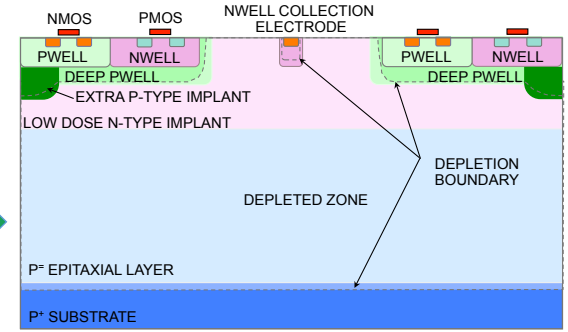 NMOS
PMOS
NWELL COLLECTION
ELECTRODE
PWELL
NWELL
PWELL
NWELL
DEEP PWELL
DEEP PWELL
EXTRA P-TYPE IMPLANT
LOW DOSE N-TYPE IMPLANT
DEPLETION
BOUNDARY
DEPLETED ZONE
P⁼ EPITAXIAL LAYER
P⁺ SUBSTRATE